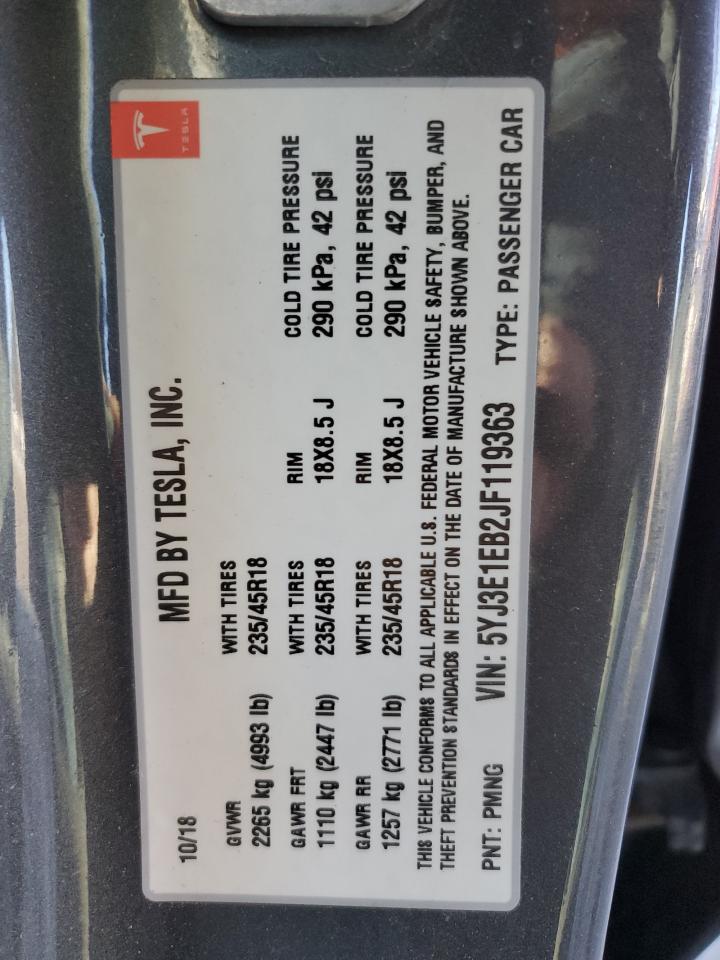 TESLA
MFD BY TESLA, INC.
10/18
GVWR WITH TIRES
2265 kg (4993 lb) 235/45R18
GAWR FRT WITH TIRES RIM COLD TIRE PRESSURE
1110 kg (2447 lb) 235/45R18 18X8.5 J 290 kPa, 42 psi
GAWR RR WITH TIRES RIM COLD TIRE PRESSURE
1257 kg (2771 lb) 235/45R18 18X8.5 J 290 kPa, 42 psi
THIS VEHICLE CONFORMS TO ALL APPLICABLE U.S. FEDERAL MOTOR VEHICLE SAFETY, BUMPER, AND
THEFT PREVENTION STANDARDS IN EFFECT ON THE DATE OF MANUFACTURE SHOWN ABOVE.
PNT: PMNG VIN: 5YJ3E1EB2JF119363 TYPE: PASSENGER CAR